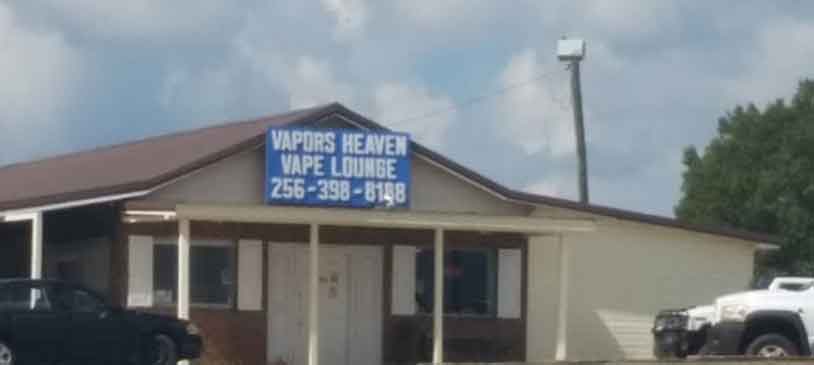 VAPORS HEAVEN
VAPE LOUNGE
256-398-8188